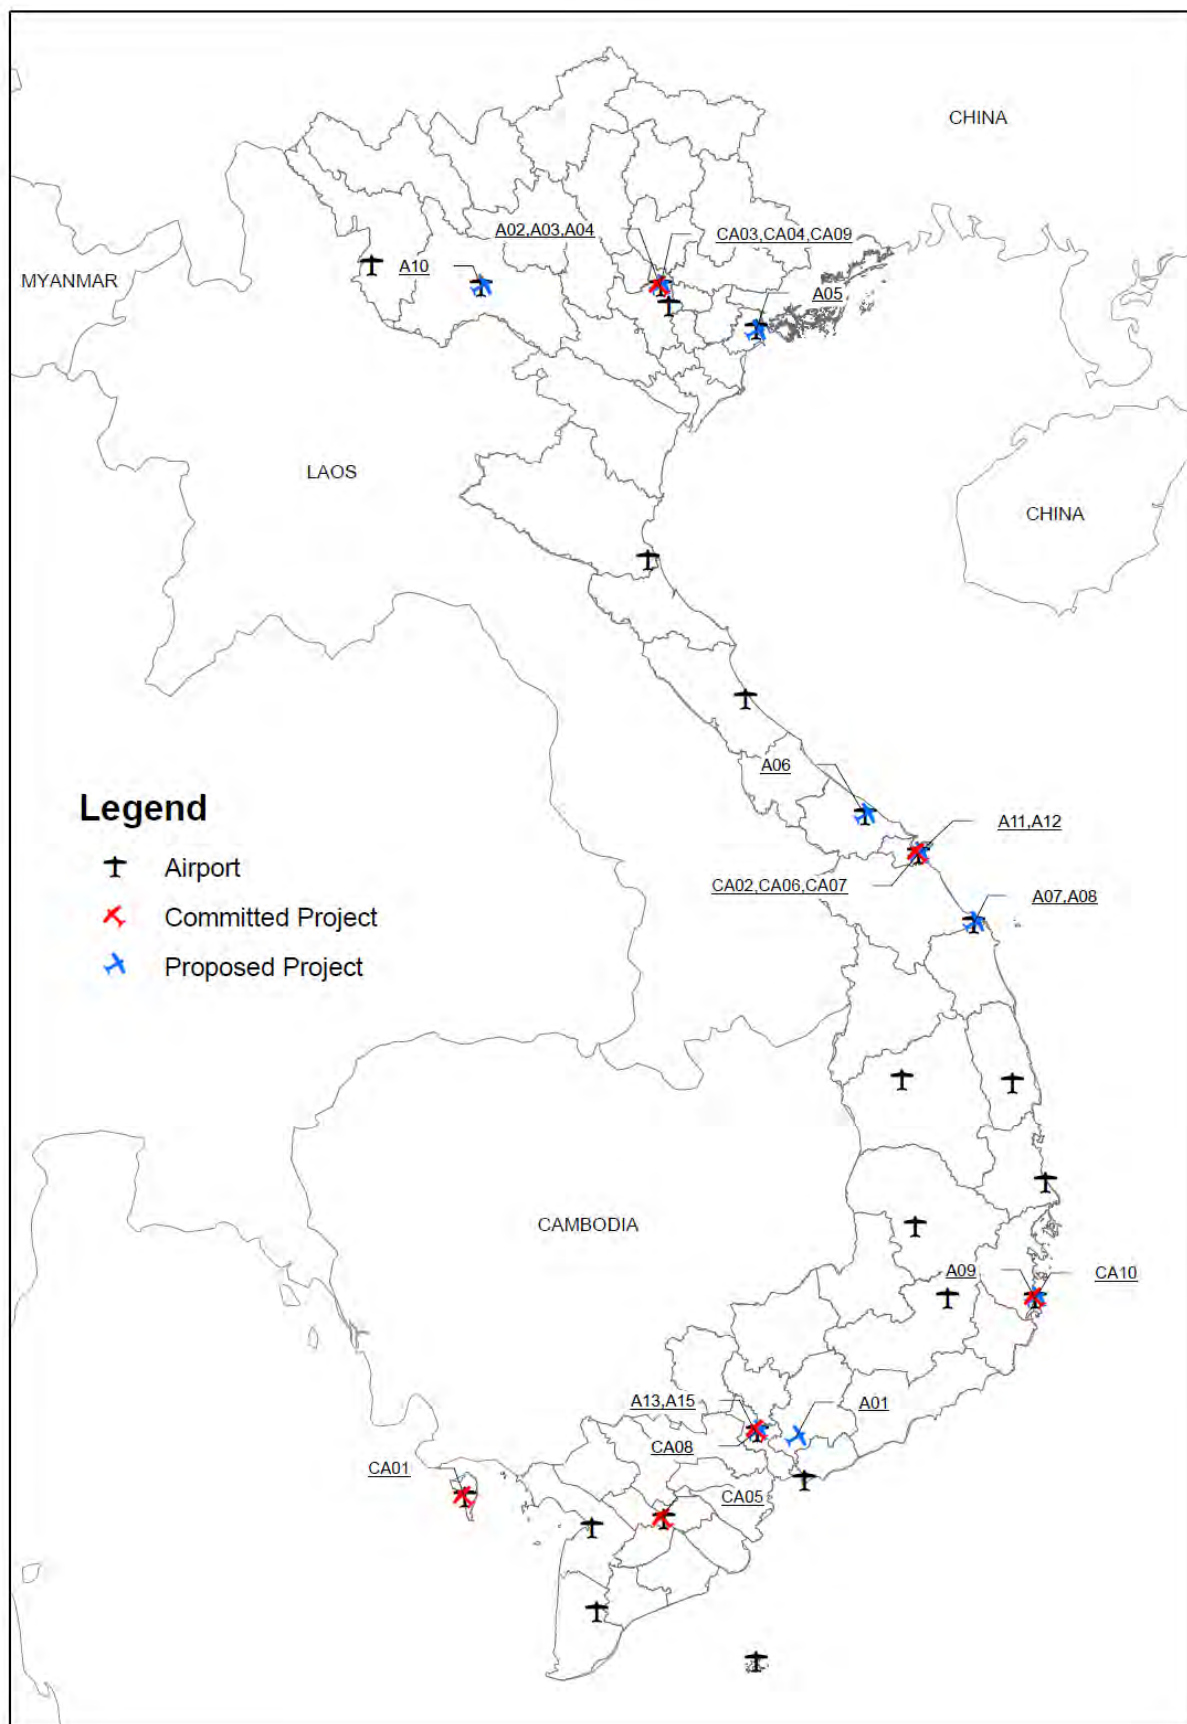 CHINA
A02,A03,A04
CA03,CA04,CA09
MYANMAR
A10
A05
LAOS
CHINA
A06
Legend
A11,A12
Airport
CA02,CA06,CA07
A07,A08
Committed Project
Proposed Project
CAMBODIA
A09
CA10
A13,A15
A01
CA08
CA01
CA05